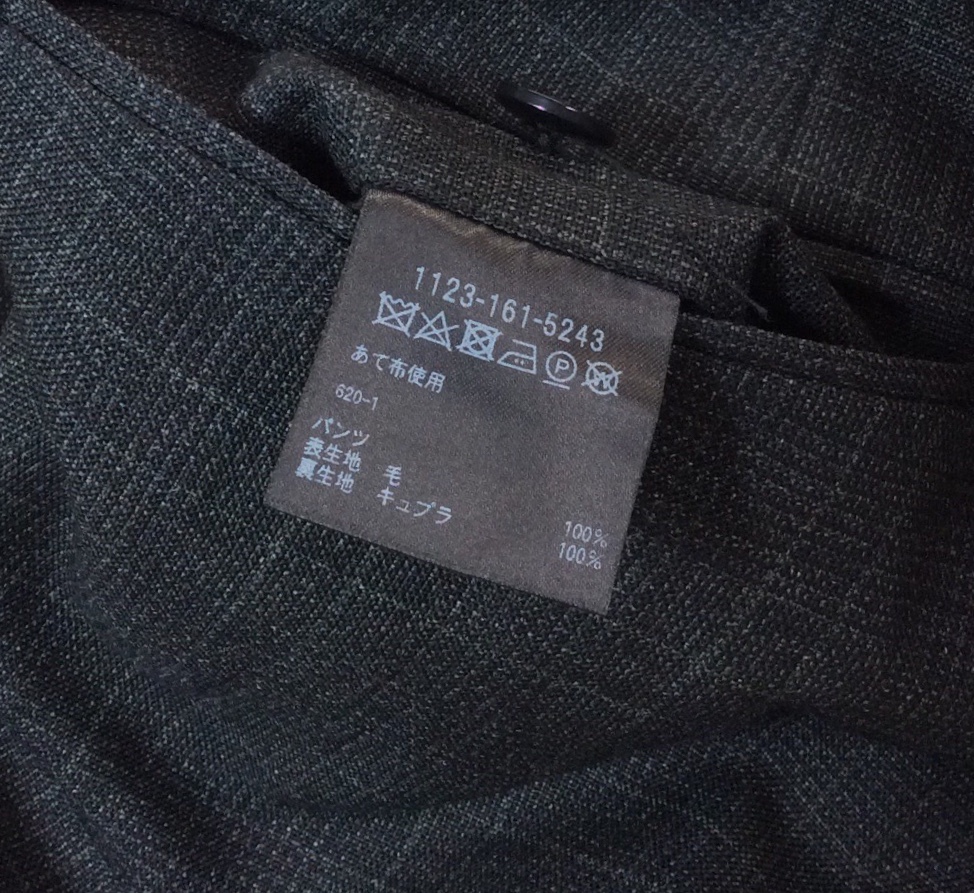 1123-161-5243
P W
あて布使用
620-1
パンツ
表生地 毛 100%
裏生地 キュプラ 100%